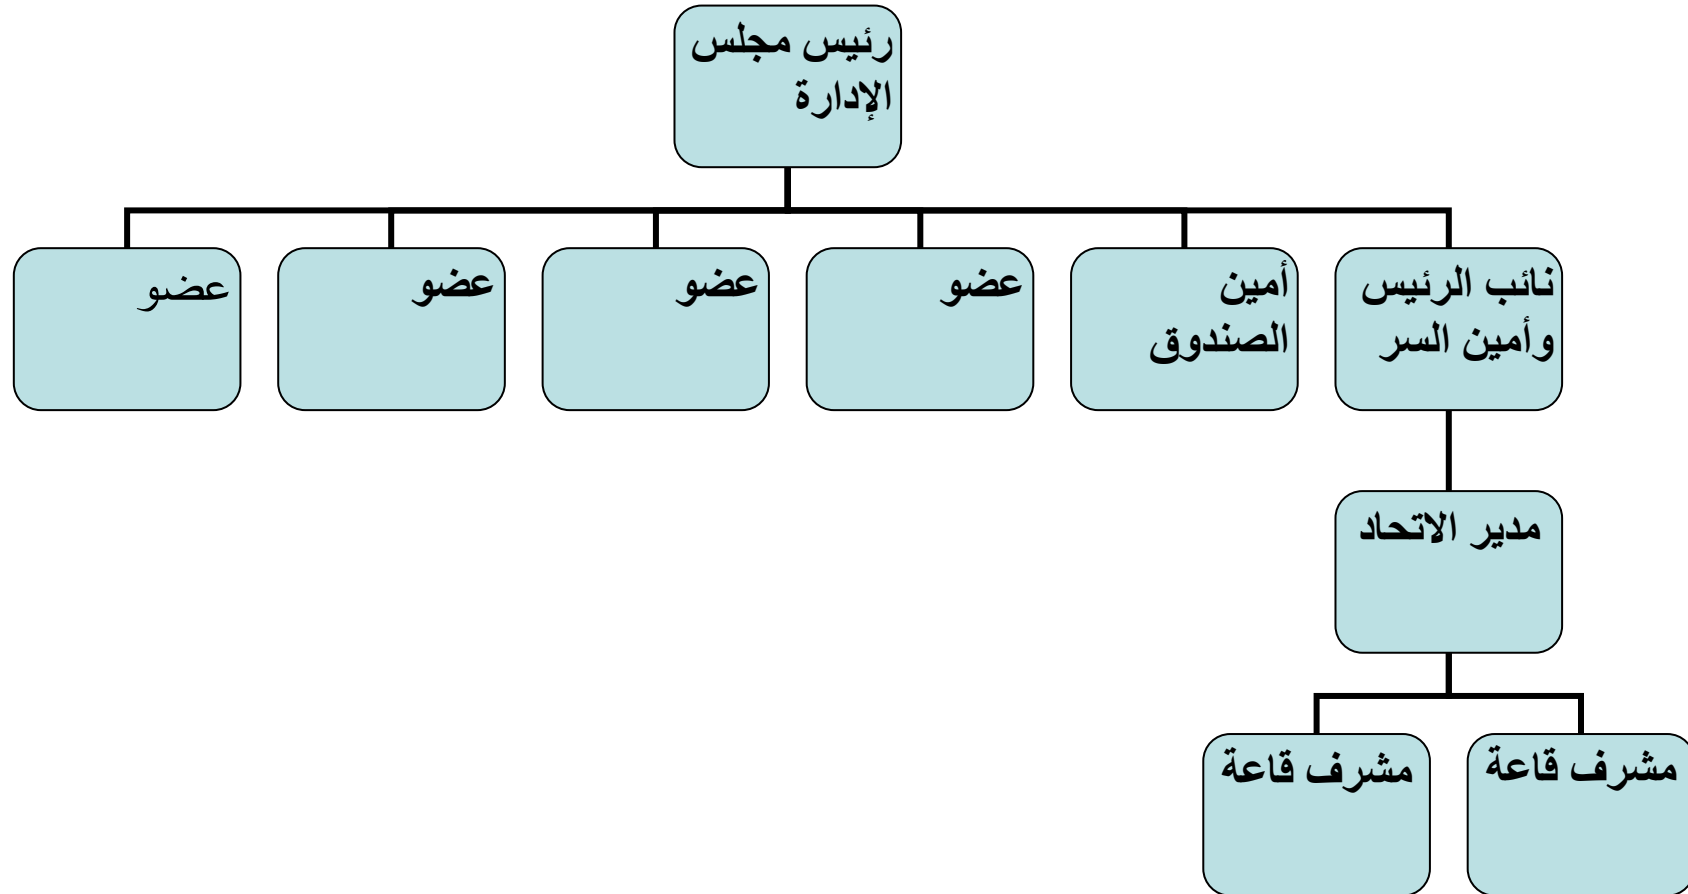 رئيس مجلس
الإدارة
نائب الرئيس
وأمين السر
أمين
الصندوق
عضو
عضو
عضو
عضو
مدير الاتحاد
مشرف قاعة
مشرف قاعة